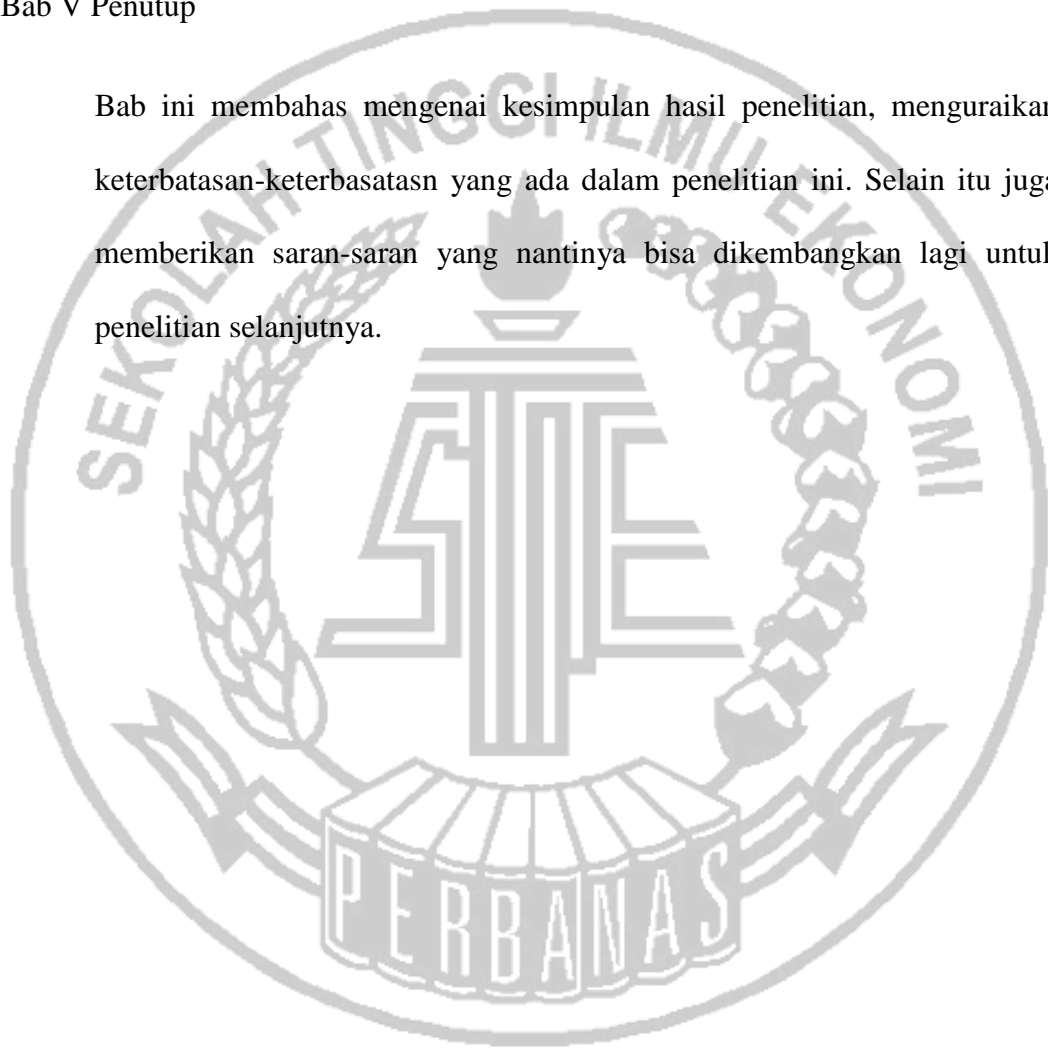 Bab V Penutup
Bab ini membahas mengenai kesimpulan hasil penelitian, menguraikan
keterbatasan-keterbasatasn yang ada dalam penelitian ini. Selain itu juga
memberikan saran-saran yang nantinya bisa dikembangkan lagi untuk
penelitian selanjutnya.
SEKOLAH TINGGI ILMU EKONOMI
STIE
PERBANAS